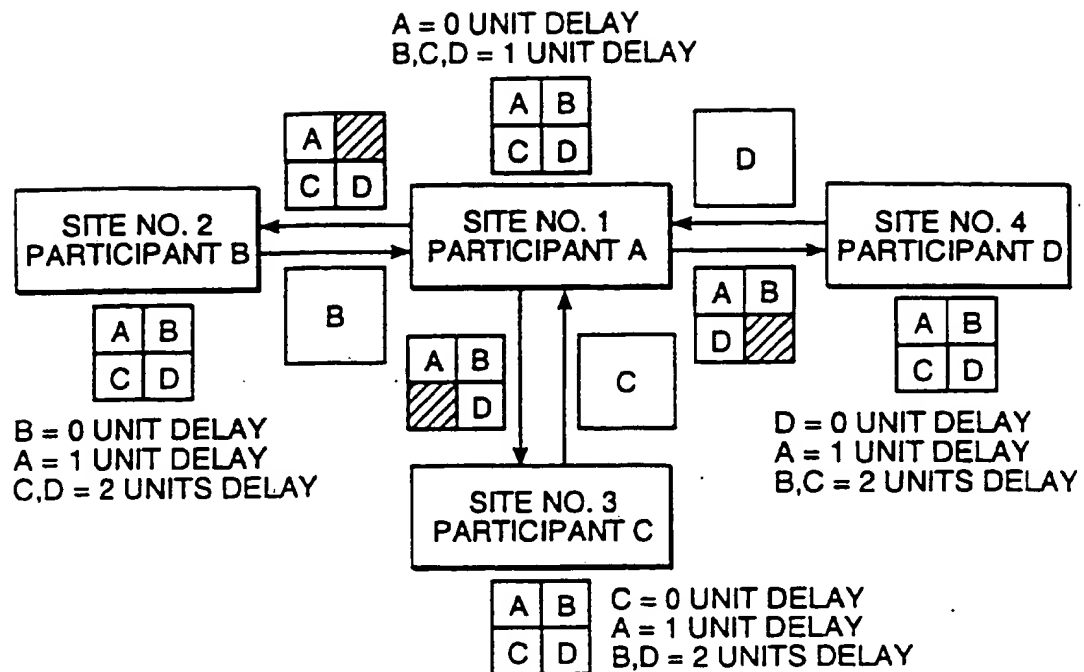 A = 0 UNIT DELAY
B,C,D = 1 UNIT DELAY
A B
C D
A
C D
D
SITE NO. 2
PARTICIPANT B
SITE NO. 1
PARTICIPANT A
SITE NO. 4
PARTICIPANT D
A B
C D
B
A B
D
C
A B
D
A B
C D
B = 0 UNIT DELAY
A = 1 UNIT DELAY
C,D = 2 UNITS DELAY
D = 0 UNIT DELAY
A = 1 UNIT DELAY
B,C = 2 UNITS DELAY
SITE NO. 3
PARTICIPANT C
A B
C D
C = 0 UNIT DELAY
A = 1 UNIT DELAY
B,D = 2 UNITS DELAY